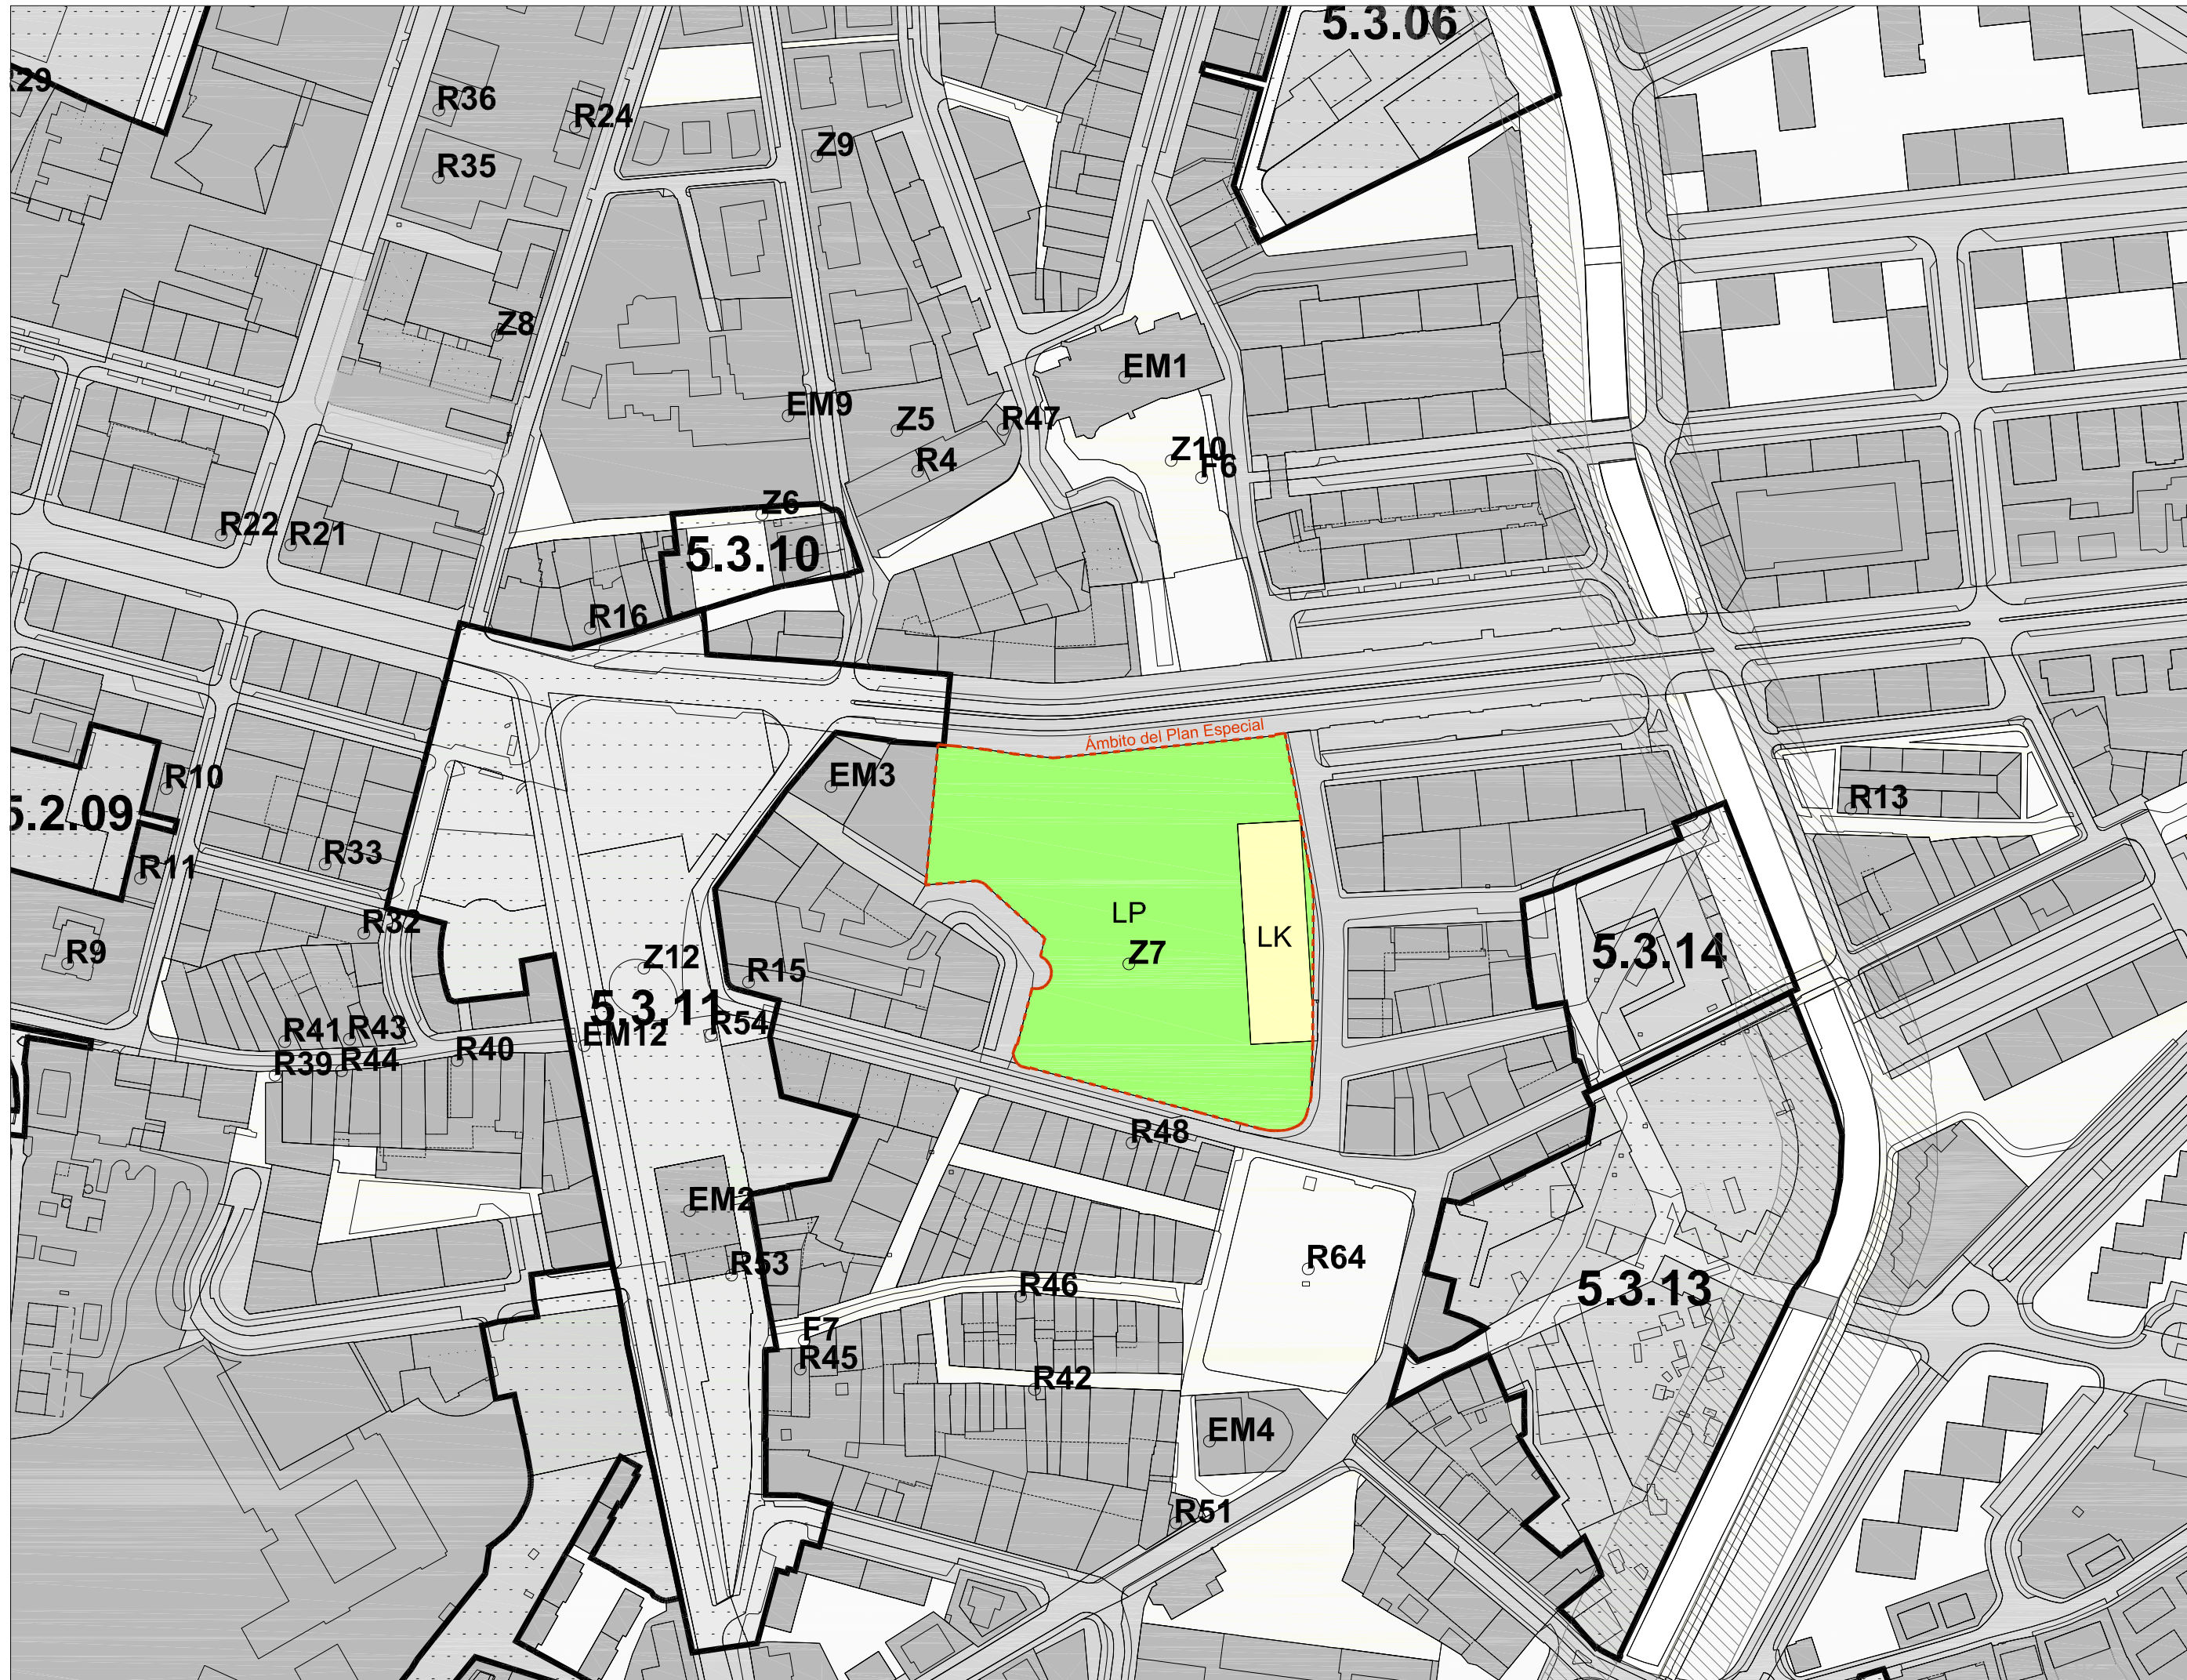 5.3.06
R36
R24
R35
Z9
Z8
EM1
EM9
Z5
R47
R4
Z10
F6
Z6
R22
R21
5.3.10
R16
Ámbito del Plan Especial
R10
EM3
R13
5.2.09
R33
R11
R32
LP
LK
R9
Z12
Z7
5.3.14
R15
5.3.11
R54
R41
R43
EM12
R39
R44
R40
R48
EM2
R53
R64
R46
5.3.13
F7
R45
R42
EM4
R51